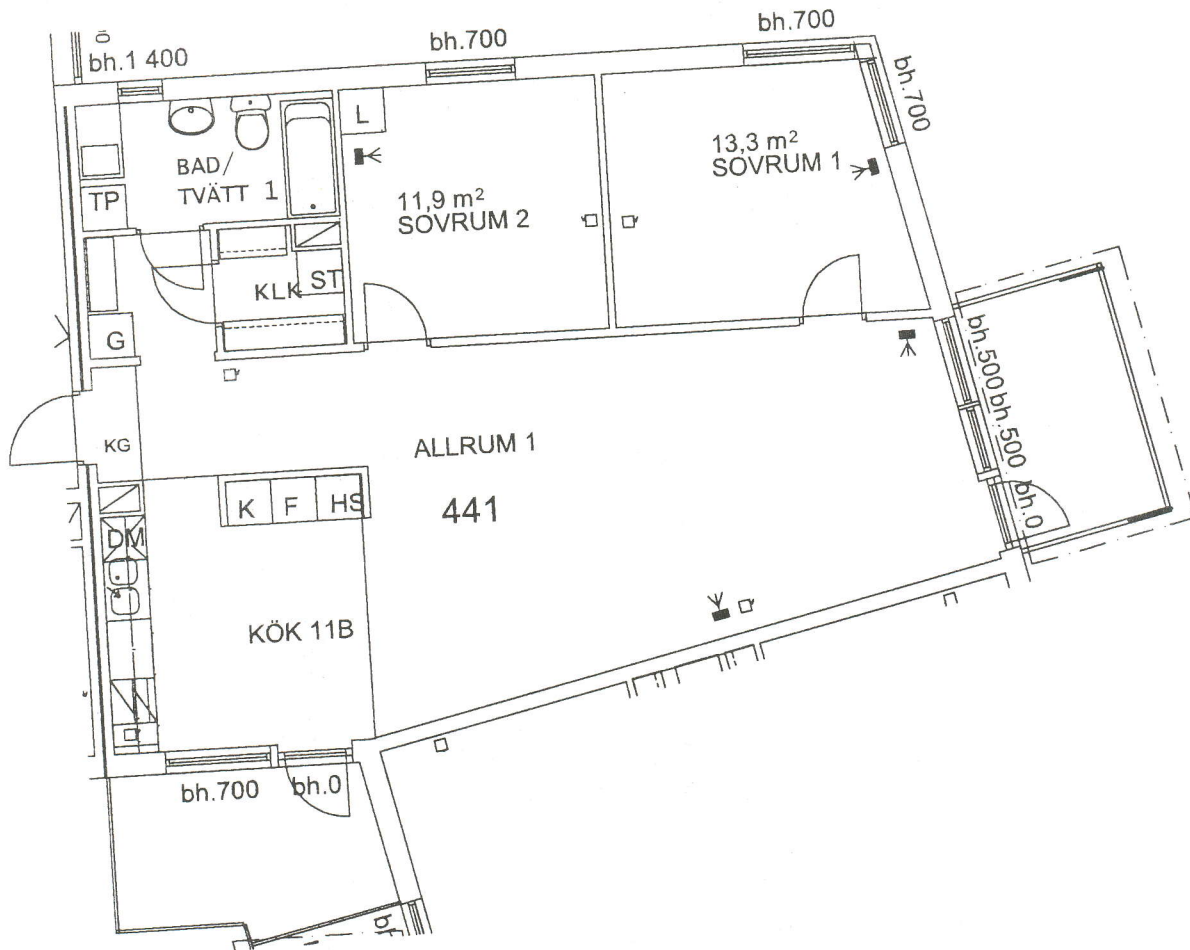 bh.1 400
bh.700
bh.700
bh.700
L
BAD/
TVÄTT 1
TP
11,9 m²
SOVRUM 2
13,3 m²
SOVRUM 1
KLK
ST
G
KG
ALLRUM 1
441
K
F
HS
DM
KÖK 11B
bh.500
bh.500
bh.0
bh.700
bh.0